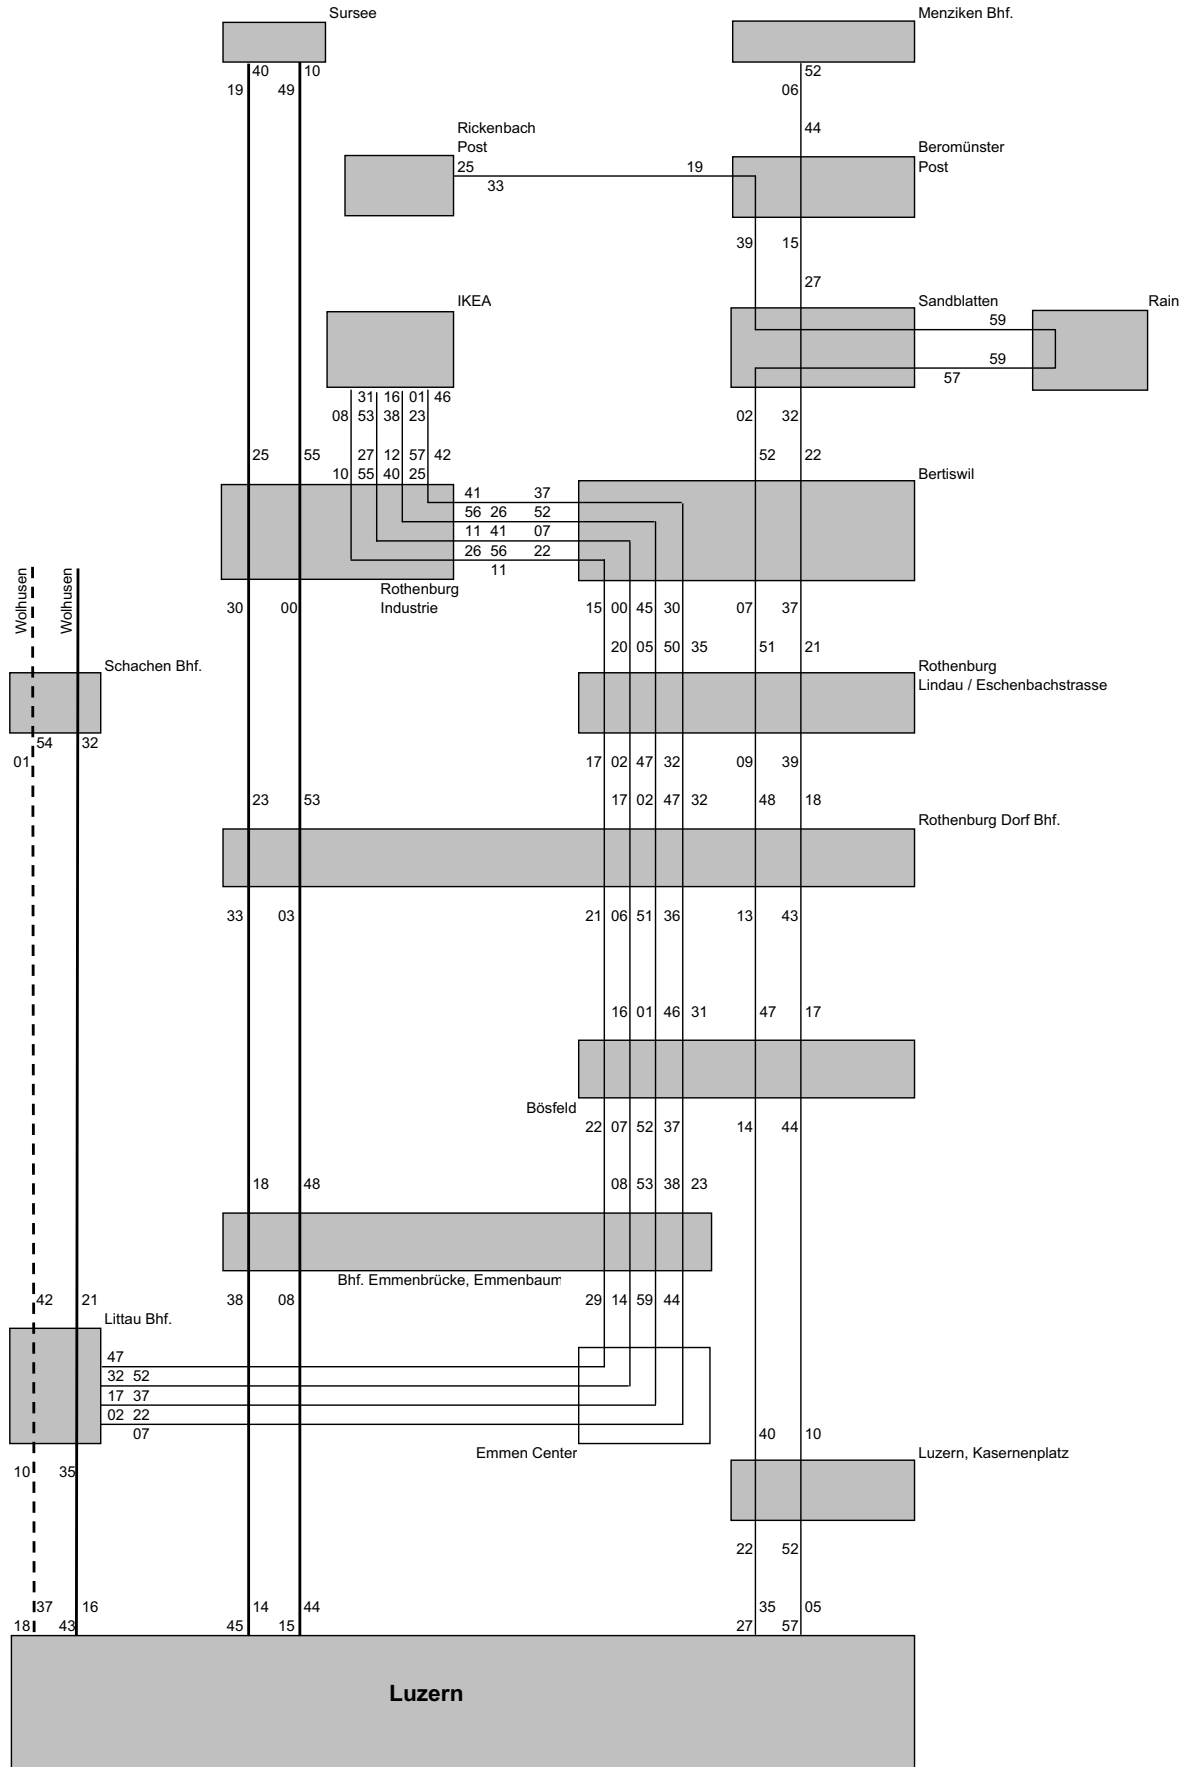 Sursee
Menziken Bhf.
40 10 52
19 49 06
Rickenbach
Post
44
Beromünster
Post
25 19
33
39 15
27
IKEA
Sandblatten
Rain
59
59
57
31 16 01 46
08 53 38 23
02 32
25 55 27 12 57 42 52 22
10 55 40 25
Bertiswil
41 37
56 26 52
11 41 07
26 56 22
11
Wolhusen
Wolhusen
Rothenburg
Industrie
30 00 15 00 45 30 07 37
20 05 50 35 51 21
Schachen Bhf.
Rothenburg
Lindau / Eschenbachstrasse
54 32
01 17 02 47 32 09 39
23 53 17 02 47 32 48 18
Rothenburg Dorf Bhf.
33 03 21 06 51 36 13 43
16 01 46 31 47 17
Bösfeld
22 07 52 37 14 44
18 48 08 53 38 23
Bhf. Emmenbrücke, Emmenbaum
42 21 38 08 29 14 59 44
Littau Bhf.
47
32 52
17 37
02 22
07
40 10
Emmen Center
Luzern, Kasernenplatz
10 35
22 52
37 16 14 44 35 05
18 43 45 15 27 57
Luzern